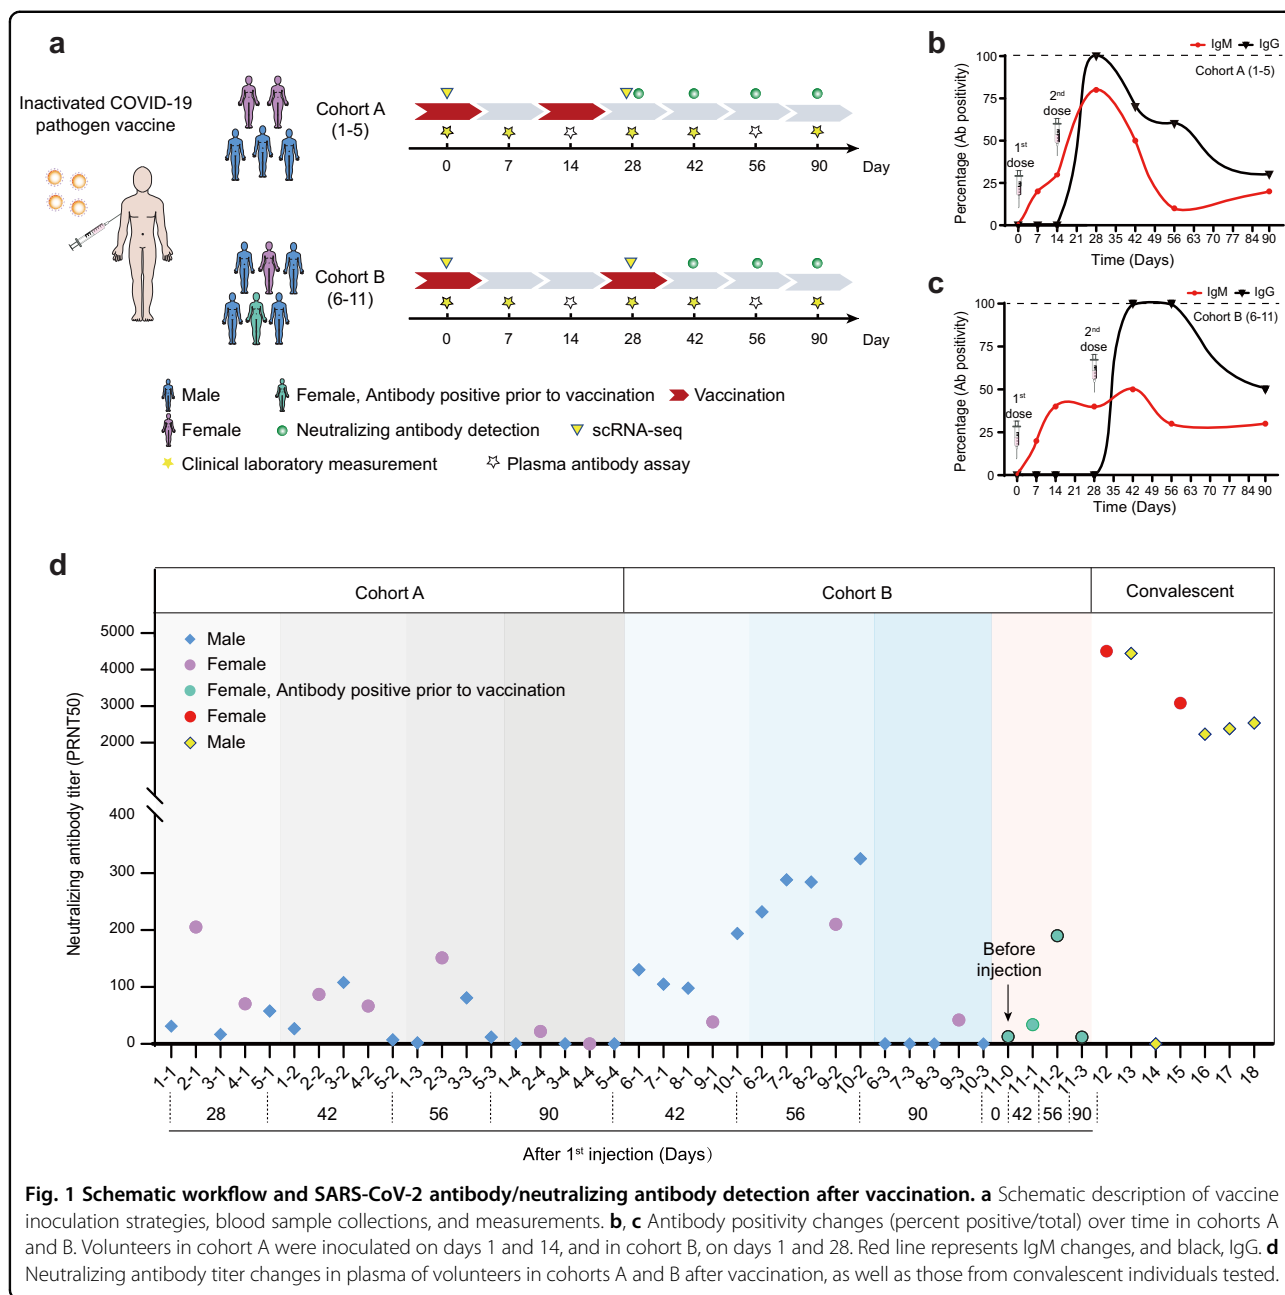 a
Inactivated COVID-19
pathogen vaccine
Cohort A
(1-5)
0 7 14 28 42 56 90 Day
Cohort B
(6-11)
0 7 14 28 42 56 90 Day
Male
Female, Antibody positive prior to vaccination
Vaccination
Female
Neutralizing antibody detection
scRNA-seq
Clinical laboratory measurement
Plasma antibody assay
b
IgM IgG
Cohort A (1-5)
Percentage (Ab positivity)
100
75
50
25
0
1st
dose
2nd
dose
0 7 14 21 28 35 42 49 56 63 70 77 84 90
Time (Days)
c
IgM IgG
Cohort B (6-11)
Percentage (Ab positivity)
100
75
50
25
0
1st
dose
2nd
dose
0 7 14 21 28 35 42 49 56 63 70 77 84 90
Time (Days)
d
Cohort A Cohort B Convalescent
Neutralizing antibody titer (PRNT50)
5000
4000
3000
2000
400
300
200
100
0
Male
Female
Female, Antibody positive prior to vaccination
Female
Male
Before
injection
1-1 2-1 3-1 4-1 5-1 1-2 2-2 3-2 4-2 5-2 1-3 2-3 3-3 5-3 1-4 2-4 3-4 4-4 5-4 6-1 7-1 8-1 9-1 10-1 6-2 7-2 8-2 9-2 10-2 6-3 7-3 8-3 9-3 10-3 11-0 11-1 11-2 11-3 12 13 14 15 16 17 18
28 42 56 90 42 56 90 0 42 56 90
After 1st injection (Days)
Fig. 1 Schematic workflow and SARS-CoV-2 antibody/neutralizing antibody detection after vaccination. a Schematic description of vaccine
inoculation strategies, blood sample collections, and measurements. b, c Antibody positivity changes (percent positive/total) over time in cohorts A
and B. Volunteers in cohort A were inoculated on days 1 and 14, and in cohort B, on days 1 and 28. Red line represents IgM changes, and black, IgG. d
Neutralizing antibody titer changes in plasma of volunteers in cohorts A and B after vaccination, as well as those from convalescent individuals tested.